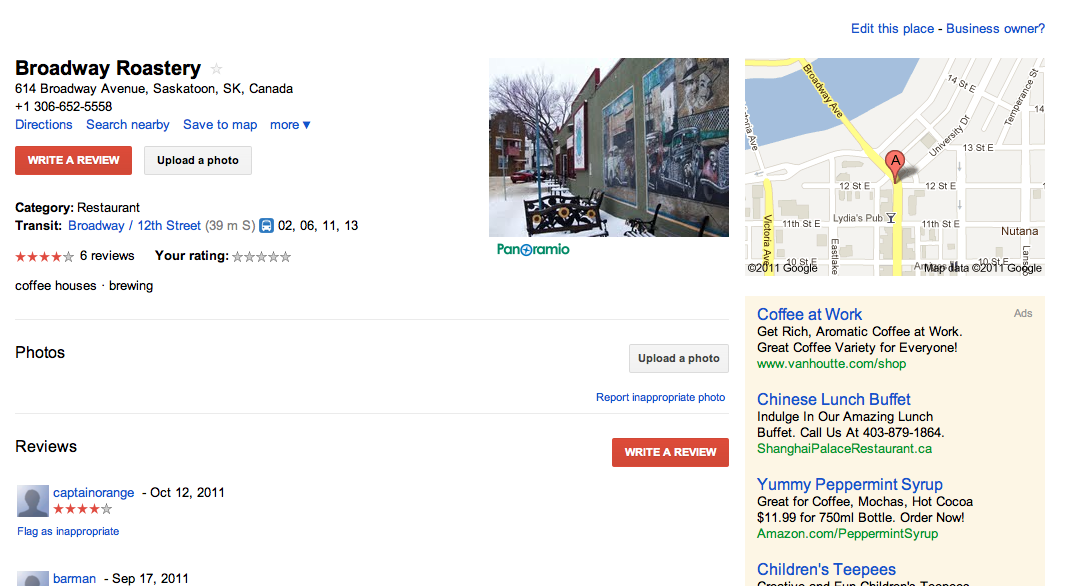 Edit this place - Business owner?
Broadway Roastery
614 Broadway Avenue, Saskatoon, SK, Canada
+1 306-652-5558
Directions Search nearby Save to map more ▼
WRITE A REVIEW Upload a photo
Category: Restaurant
Transit: Broadway / 12th Street (39 m S) 02, 06, 11, 13
6 reviews Your rating:
coffee houses · brewing
Panoramio
Broadway Ave
14 St E
Temperance St
14
University Dr
13 St E
A
12 St E
12 St E
Lydia's Pub
11th St E
11th St E
Nutana
Victoria Ave
Eastlake
10 St E
10 St E
©2011 Google
Map data ©2011 Google
Photos
Upload a photo
Report inappropriate photo
Reviews
WRITE A REVIEW
captainorange - Oct 12, 2011
Flag as inappropriate
barman - Sep 17, 2011
Ads
Coffee at Work
Get Rich, Aromatic Coffee at Work.
Great Coffee Variety for Everyone!
www.vanhoutte.com/shop
Chinese Lunch Buffet
Indulge In Our Amazing Lunch
Buffet. Call Us At 403-879-1864.
ShanghaiPalaceRestaurant.ca
Yummy Peppermint Syrup
Great for Coffee, Mochas, Hot Cocoa
$11.99 for 750ml Bottle. Order Now!
Amazon.com/PeppermintSyrup
Children's Teepees